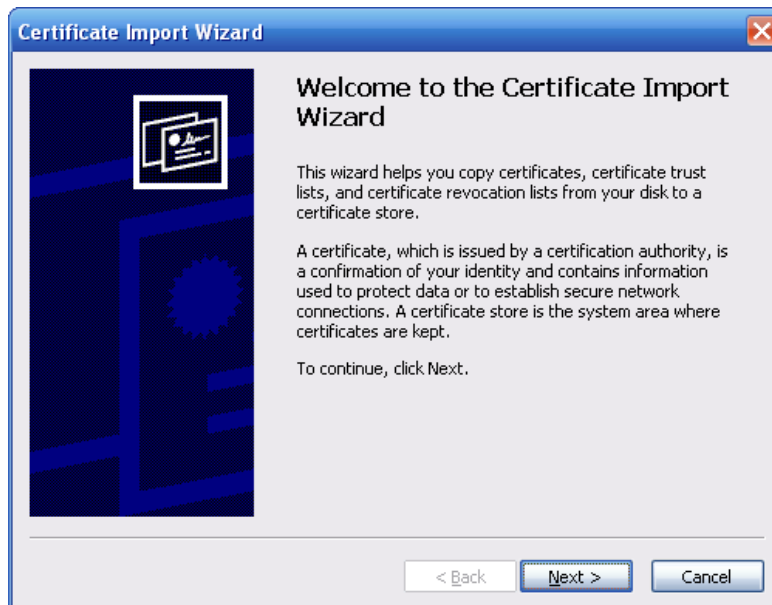 Certificate Import Wizard
Welcome to the Certificate Import
Wizard
This wizard helps you copy certificates, certificate trust
lists, and certificate revocation lists from your disk to a
certificate store.
A certificate, which is issued by a certification authority, is
a confirmation of your identity and contains information
used to protect data or to establish secure network
connections. A certificate store is the system area where
certificates are kept.
To continue, click Next.
< Back Next > Cancel